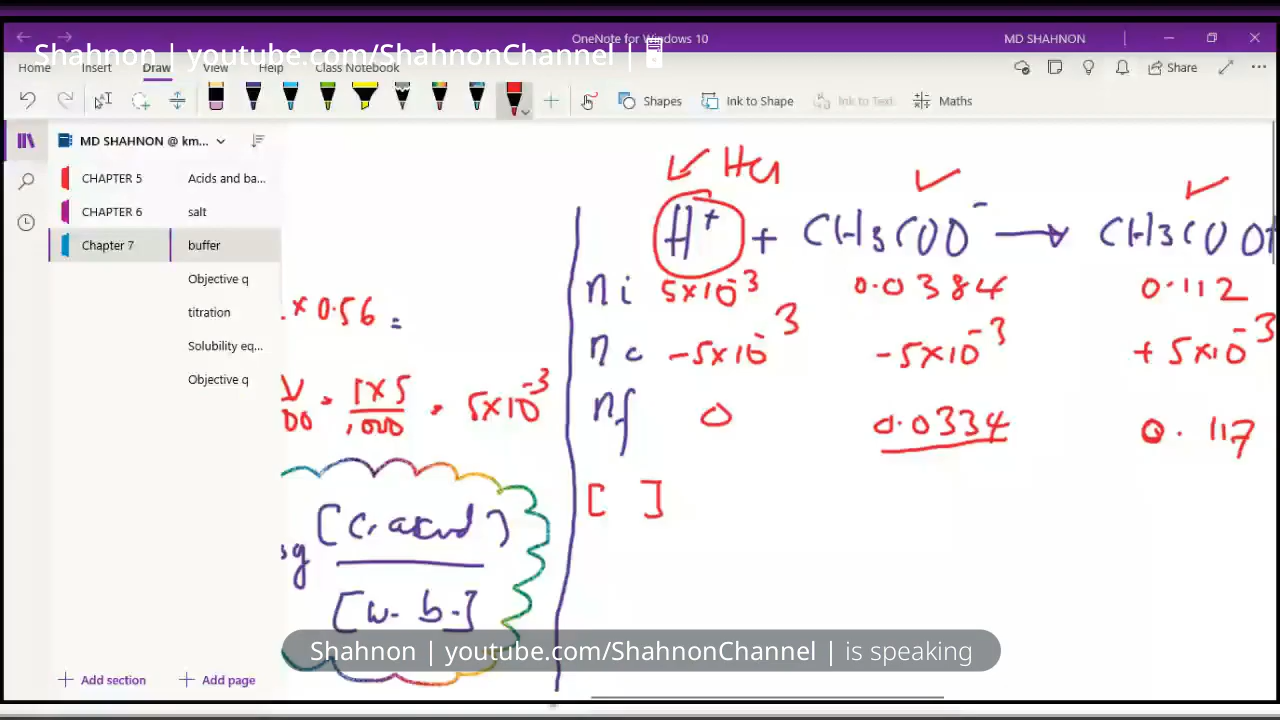 OneNote for Windows 10
MD SHAHNON
Shahnon | youtube.com/ShahnonChannel |
Home Insert Draw View Help Class Notebook
Share
Shapes Ink to Shape Ink to Text Maths
MD SHAHNON @ km...
CHAPTER 5
CHAPTER 6
Chapter 7
Acids and ba...
salt
buffer
Objective q
titration
Solubility eq...
Objective q
Add section Add page
× 0.56 =
1×5 / 1000 = 5×10⁻³
[c. acid]
[w. b.]
HCl
H⁺ + CH3COO⁻ → CH3COO
ni 5×10⁻³ 0.0384 0.112
nc -5×10⁻³ -5×10⁻³ +5×10⁻³
nf 0 0.0334 0.117
[ ]
Shahnon | youtube.com/ShahnonChannel | is speaking